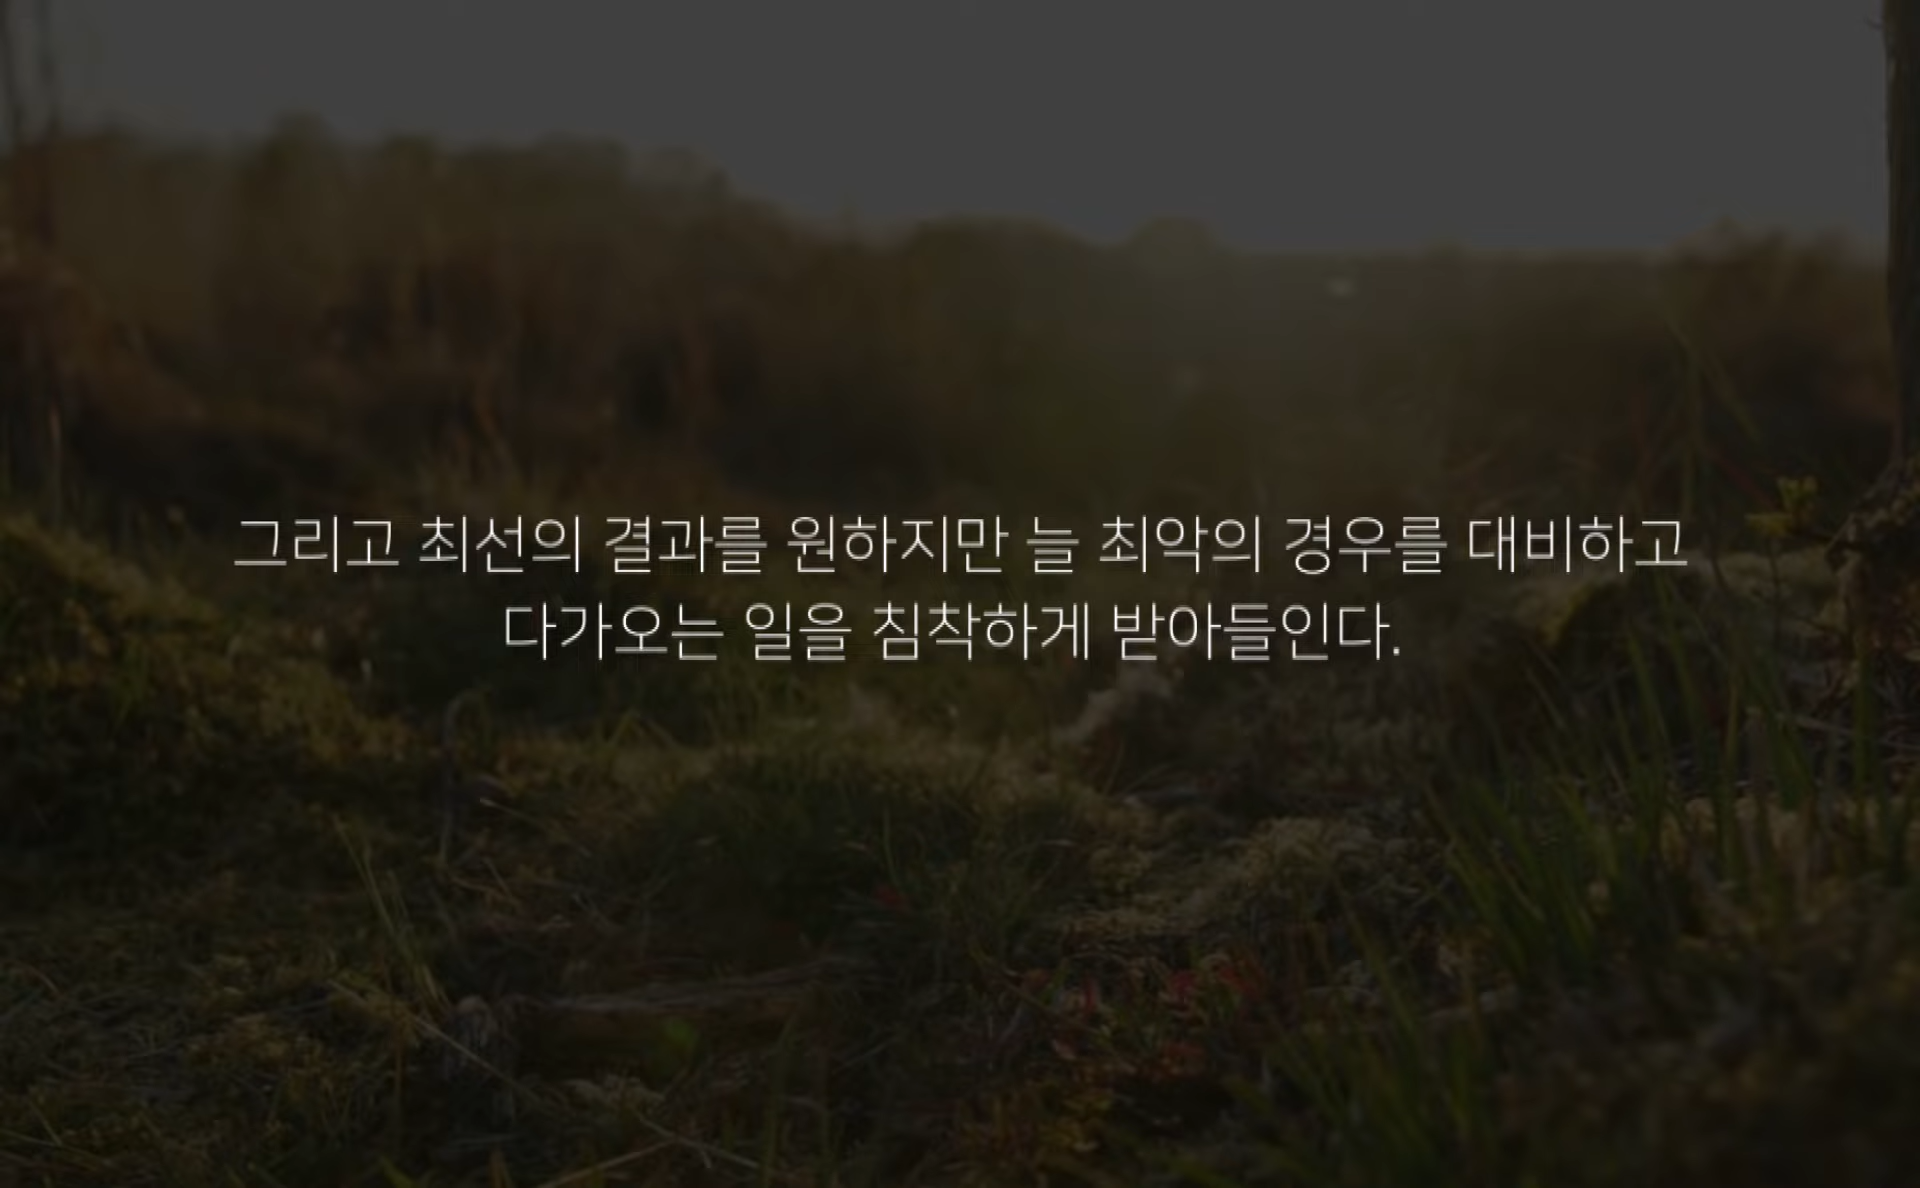 그리고 최선의 결과를 원하지만 늘 최악의 경우를 대비하고
다가오는 일을 침착하게 받아들인다.